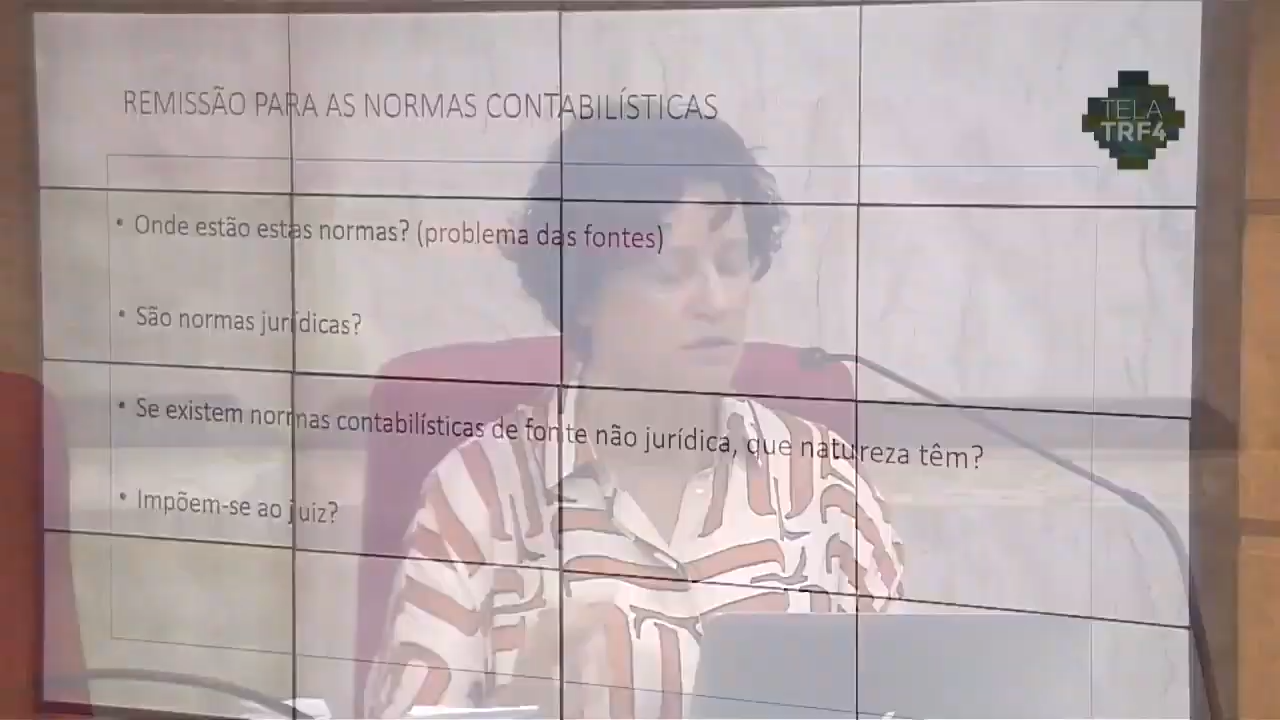 REMISSÃO PARA AS NORMAS CONTABILÍSTICAS
TELA
TRF4
• Onde estão estas normas? (problema das fontes)
• São normas jurídicas?
• Se existem normas contabilísticas de fonte não jurídica, que natureza têm?
• Impõem-se ao juiz?